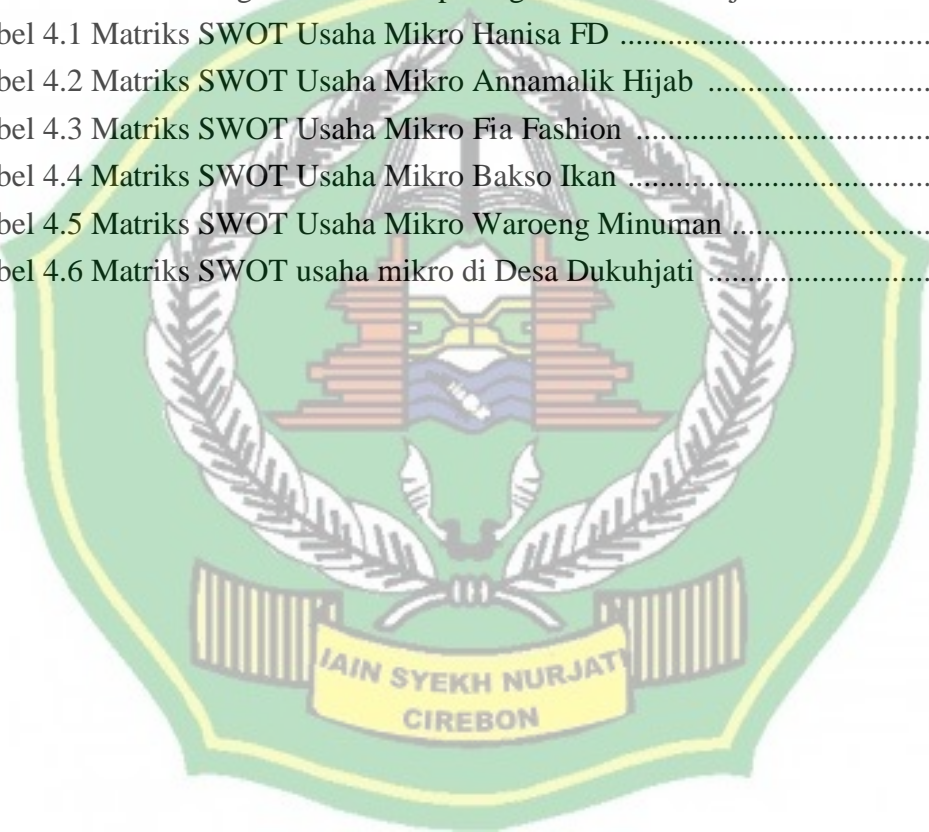 bel 4.1 Matriks SWOT Usaha Mikro Hanisa FD ....................................
bel 4.2 Matriks SWOT Usaha Mikro Annamalik Hijab ..........................
bel 4.3 Matriks SWOT Usaha Mikro Fia Fashion ..................................
bel 4.4 Matriks SWOT Usaha Mikro Bakso Ikan ...................................
bel 4.5 Matriks SWOT Usaha Mikro Waroeng Minuman .......................
bel 4.6 Matriks SWOT usaha mikro di Desa Dukuhjati ..........................
IAIN SYEKH NURJATI
CIREBON